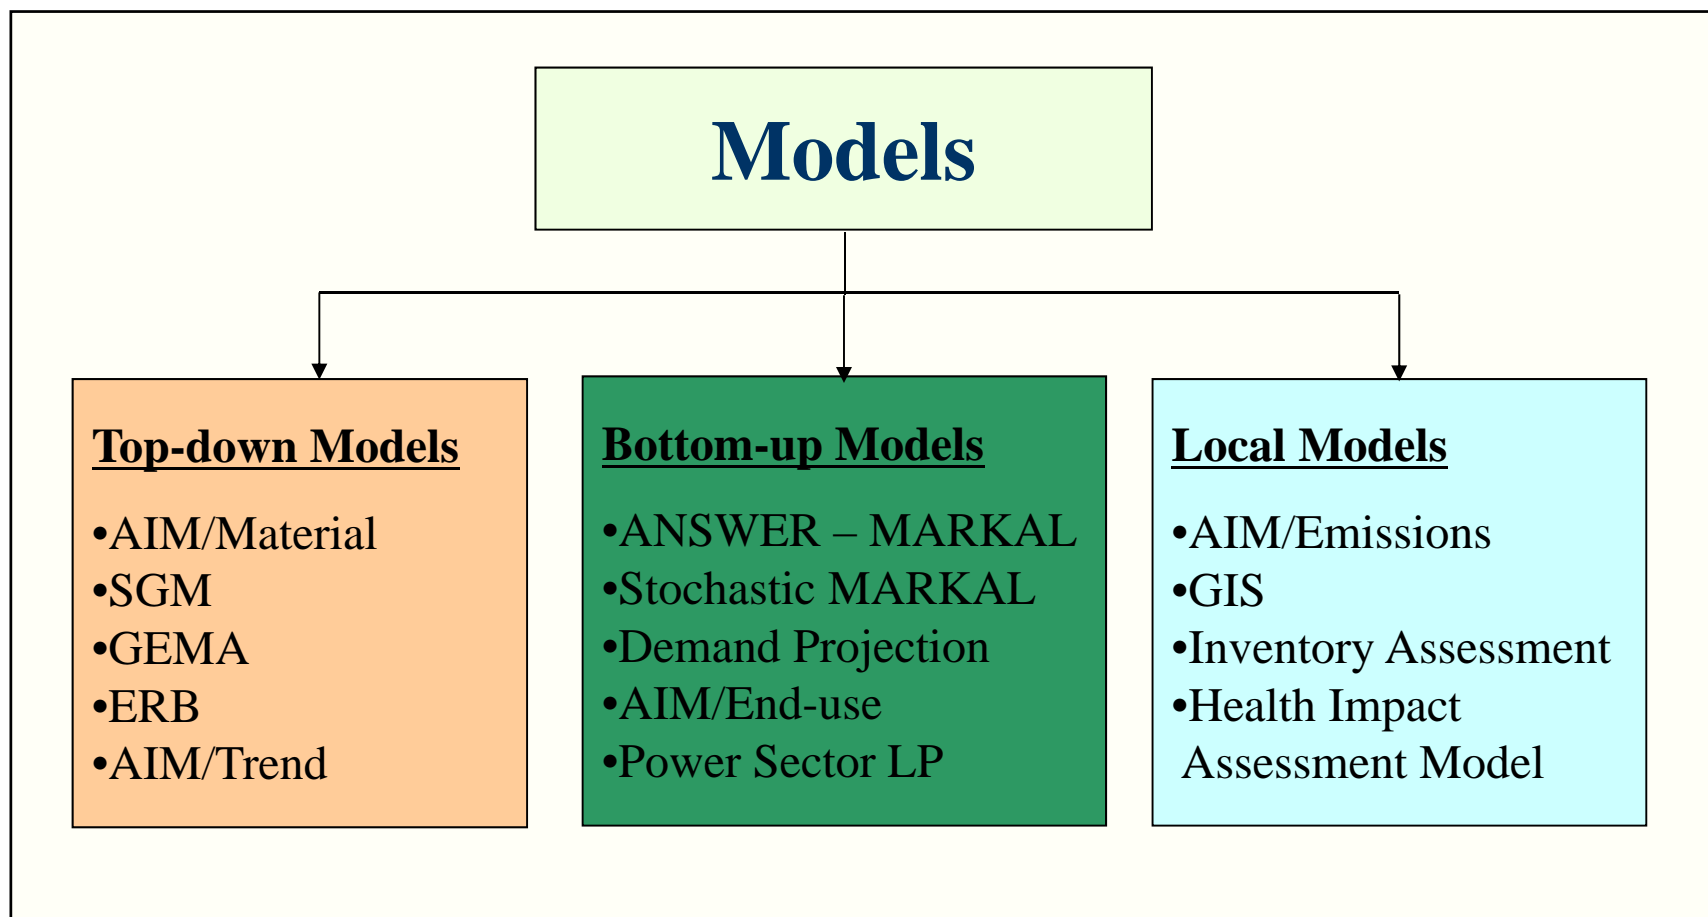 Models
Top-down Models
•AIM/Material
•SGM
•GEMA
•ERB
•AIM/Trend
Bottom-up Models
•ANSWER – MARKAL
•Stochastic MARKAL
•Demand Projection
•AIM/End-use
•Power Sector LP
Local Models
•AIM/Emissions
•GIS
•Inventory Assessment
•Health Impact
Assessment Model